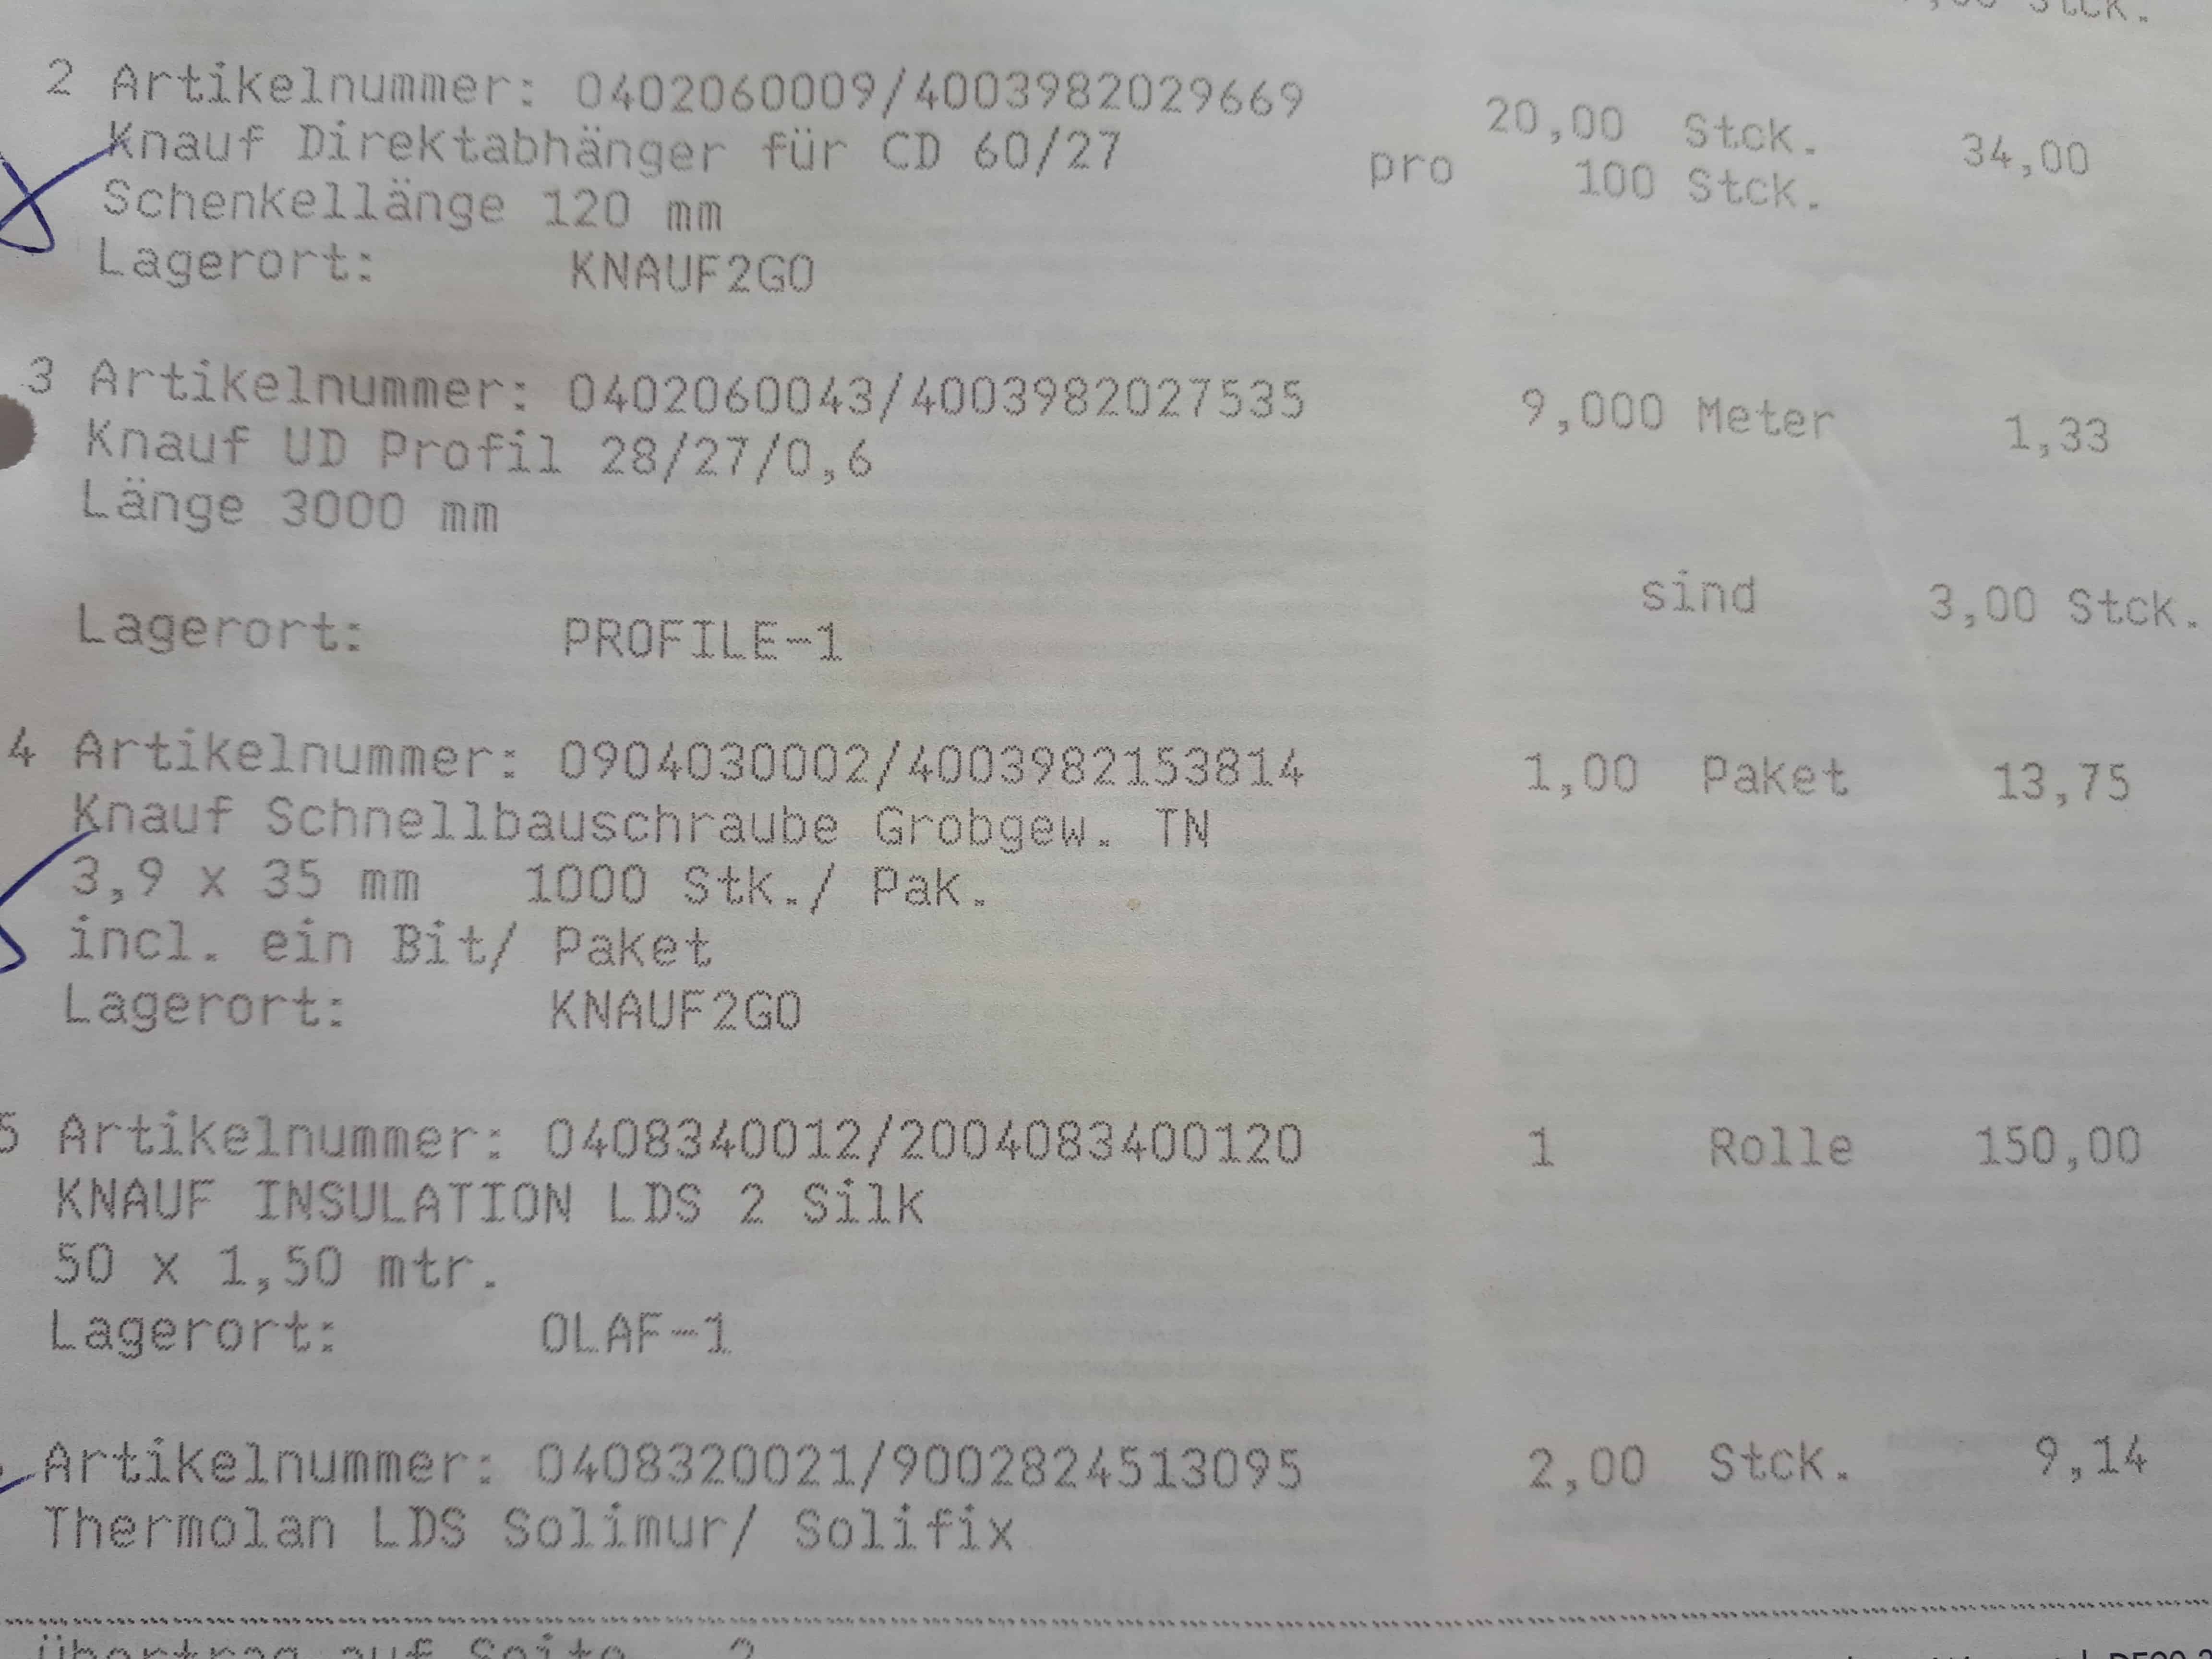 Stck.
2 Artikelnummer: 0402060009/4003982029669 20,00 Stck. 34,00
Knauf Direktabhänger für CD 60/27 pro 100 Stck.
Schenkellänge 120 mm
Lagerort: KNAUF2GO
3 Artikelnummer: 0402060043/4003982027535 9,000 Meter 1,33
Knauf UD Profil 28/27/0,6
Länge 3000 mm
sind 3,00 Stck.
Lagerort: PROFILE-1
4 Artikelnummer: 0904030002/4003982153814 1,00 Paket 13,75
Knauf Schnellbauschraube Grobgew. TN
3,9 x 35 mm 1000 Stk./ Pak.
incl. ein Bit/ Paket
Lagerort: KNAUF2GO
5 Artikelnummer: 0408340012/2004083400120 1 Rolle 150,00
KNAUF INSULATION LDS 2 Silk
50 x 1,50 mtr.
Lagerort: OLAF-1
Artikelnummer: 0408320021/9002824513095 2,00 Stck. 9,14
Thermolan LDS Solimur/ Solifix
übertrag auf Seite 2